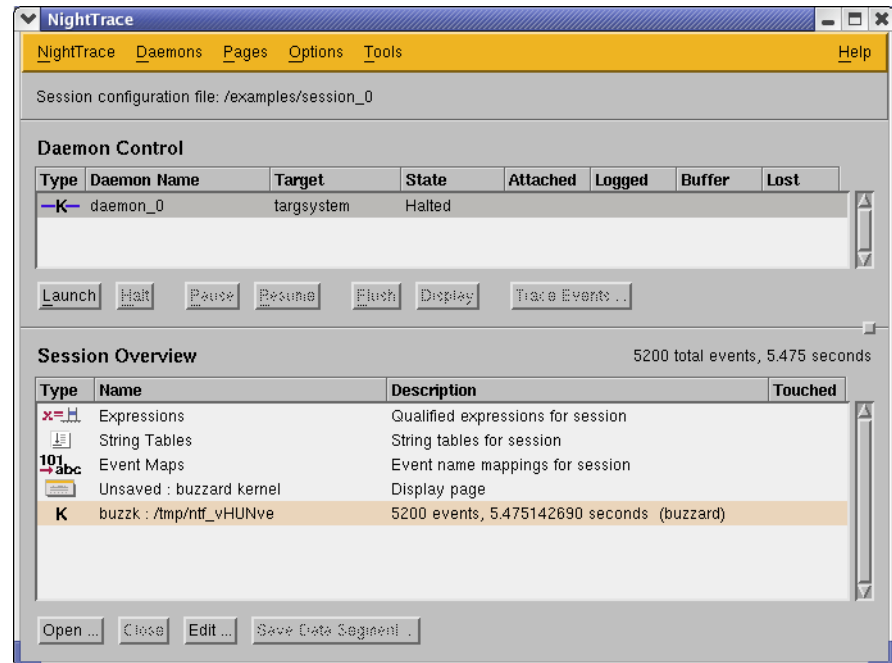 NightTrace
NightTrace Daemons Pages Options Tools Help
Session configuration file: /examples/session_0
Daemon Control
Type Daemon Name Target State Attached Logged Buffer Lost
K daemon_0 targsystem Halted
Launch Halt Pause Resume Flush Display Trace Events ..
Session Overview 5200 total events, 5.475 seconds
Type Name Description Touched
x= Expressions Qualified expressions for session
String Tables String tables for session
101 abc Event Maps Event name mappings for session
Unsaved : buzzard kernel Display page
K buzzk : /tmp/ntf_vHUNve 5200 events, 5.475142690 seconds (buzzard)
Open ... Close Edit ... Save Data Segment .